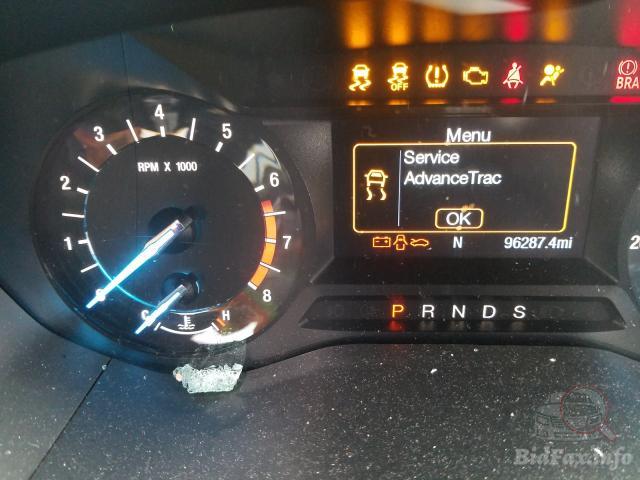 OFF
BRA
Menu
Service
AdvanceTrac
OK
N 96287.4mi
1
2
3
4
5
6
7
8
RPM X 1000
H
P R N D S
2
BidFax.info